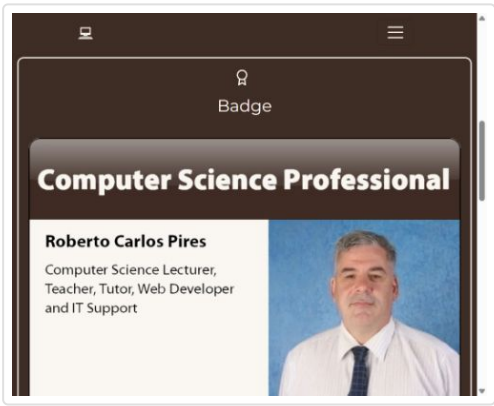 Badge
Computer Science Professional
Roberto Carlos Pires
Computer Science Lecturer,
Teacher, Tutor, Web Developer
and IT Support